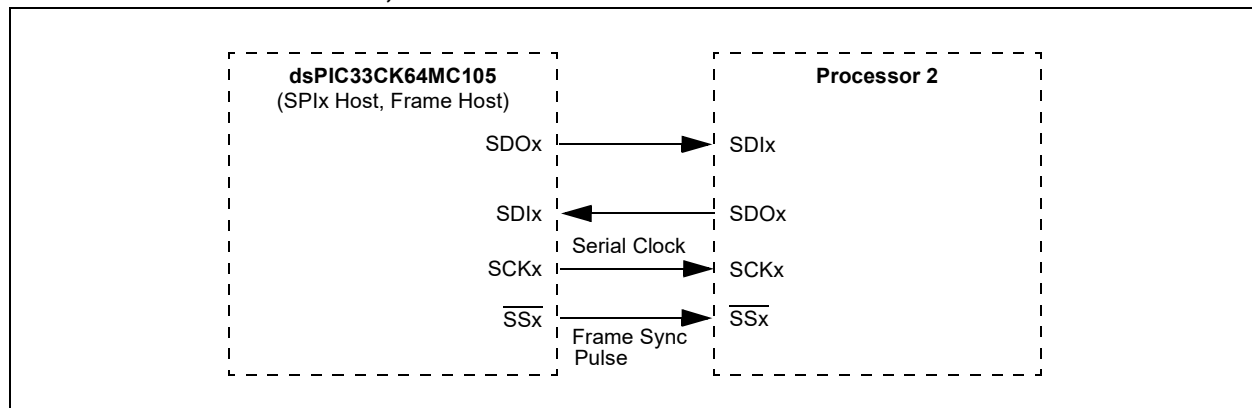 dsPIC33CK64MC105
(SPIx Host, Frame Host)
Processor 2
SDOx
SDIx
SDIx
SDOx
Serial Clock
SCKx
SCKx
SSx
SSx
Frame Sync
Pulse